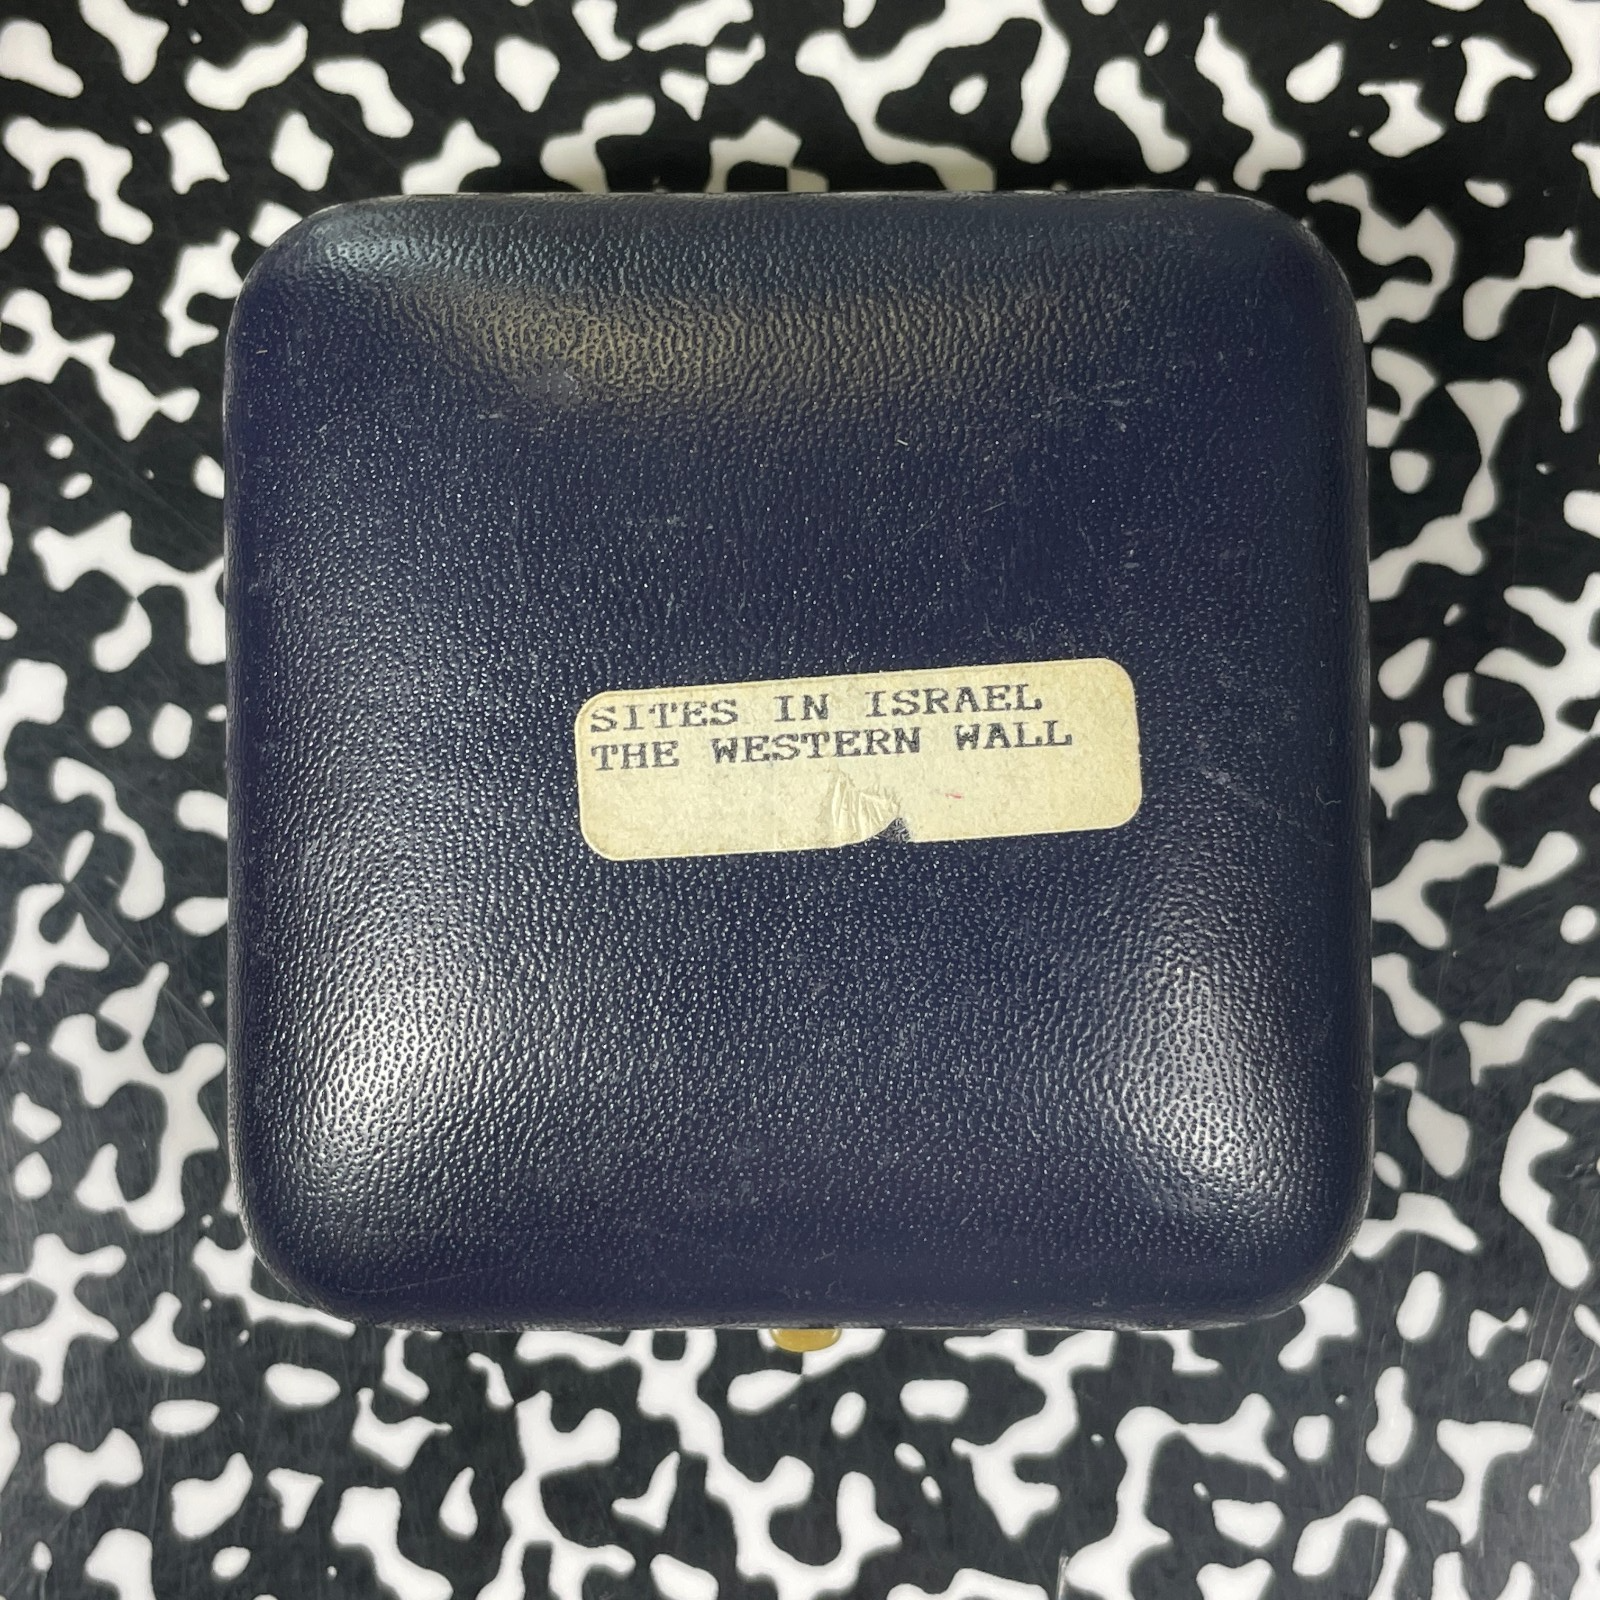 SITES IN ISRAEL
THE WESTERN WALL